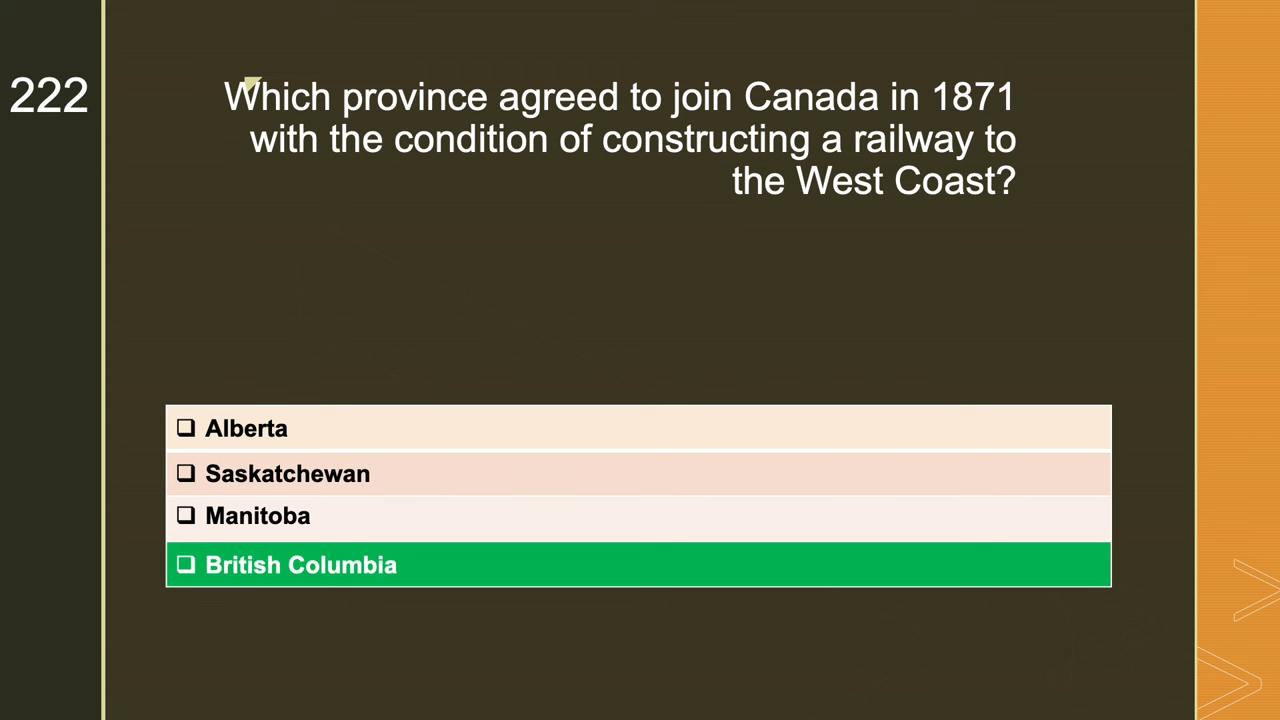 222
Which province agreed to join Canada in 1871
with the condition of constructing a railway to
the West Coast?
❑ Alberta
❑ Saskatchewan
❑ Manitoba
❑ British Columbia